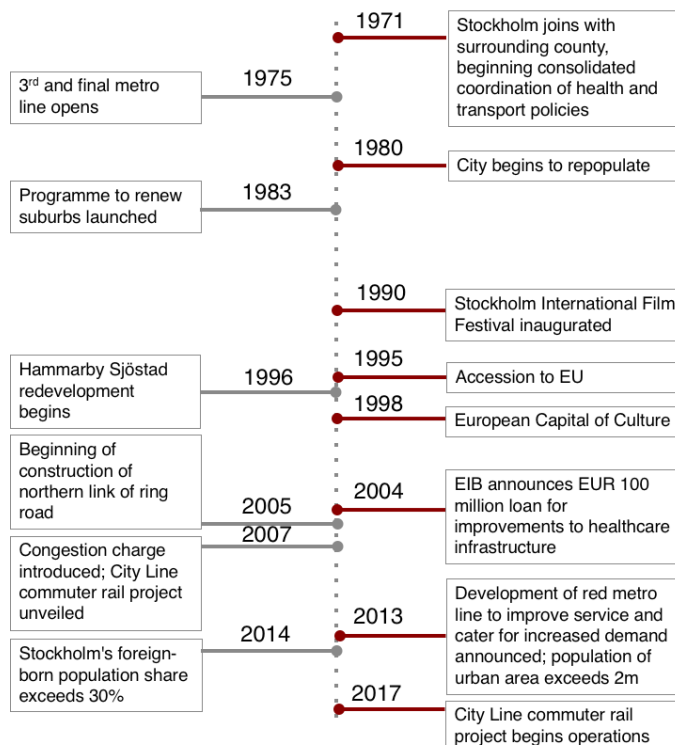 1971
Stockholm joins with
surrounding county,
beginning consolidated
coordination of health and
transport policies
1975
3rd and final metro
line opens
1980
City begins to repopulate
1983
Programme to renew
suburbs launched
1990
Stockholm International Film
Festival inaugurated
1995
Accession to EU
1996
Hammarby Sjöstad
redevelopment
begins
1998
European Capital of Culture
2004
EIB announces EUR 100
million loan for
improvements to healthcare
infrastructure
2005
Beginning of
construction of
northern link of ring
road
2007
Congestion charge
introduced; City Line
commuter rail project
unveiled
2013
Development of red metro
line to improve service and
cater for increased demand
announced; population of
urban area exceeds 2m
2014
Stockholm's foreign-
born population share
exceeds 30%
2017
City Line commuter rail
project begins operations